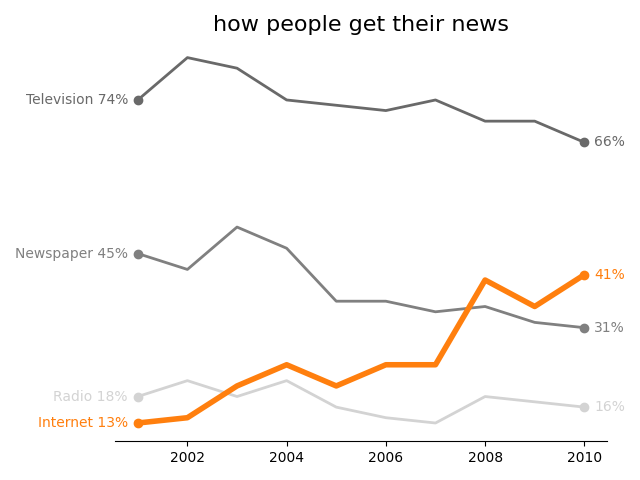 how people get their news
Television 74%
66%
Newspaper 45%
41%
31%
Radio 18%
16%
Internet 13%
2002 2004 2006 2008 2010